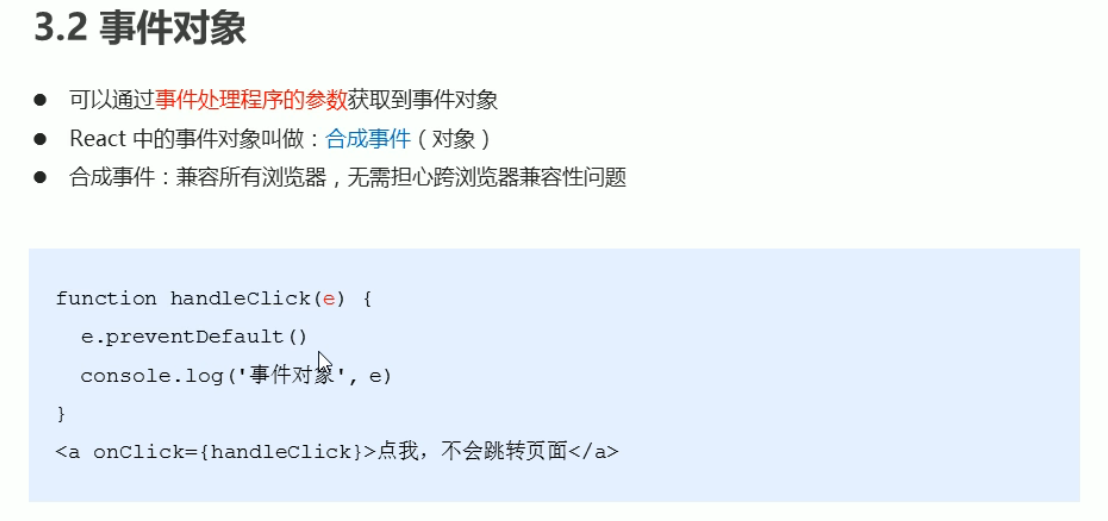 3.2 事件对象
● 可以通过事件处理程序的参数获取到事件对象
● React 中的事件对象叫做：合成事件（对象）
● 合成事件：兼容所有浏览器，无需担心跨浏览器兼容性问题
function handleClick(e) {
  e.preventDefault()
  console.log('事件对象', e)
}
<a onClick={handleClick}>点我，不会跳转页面</a>